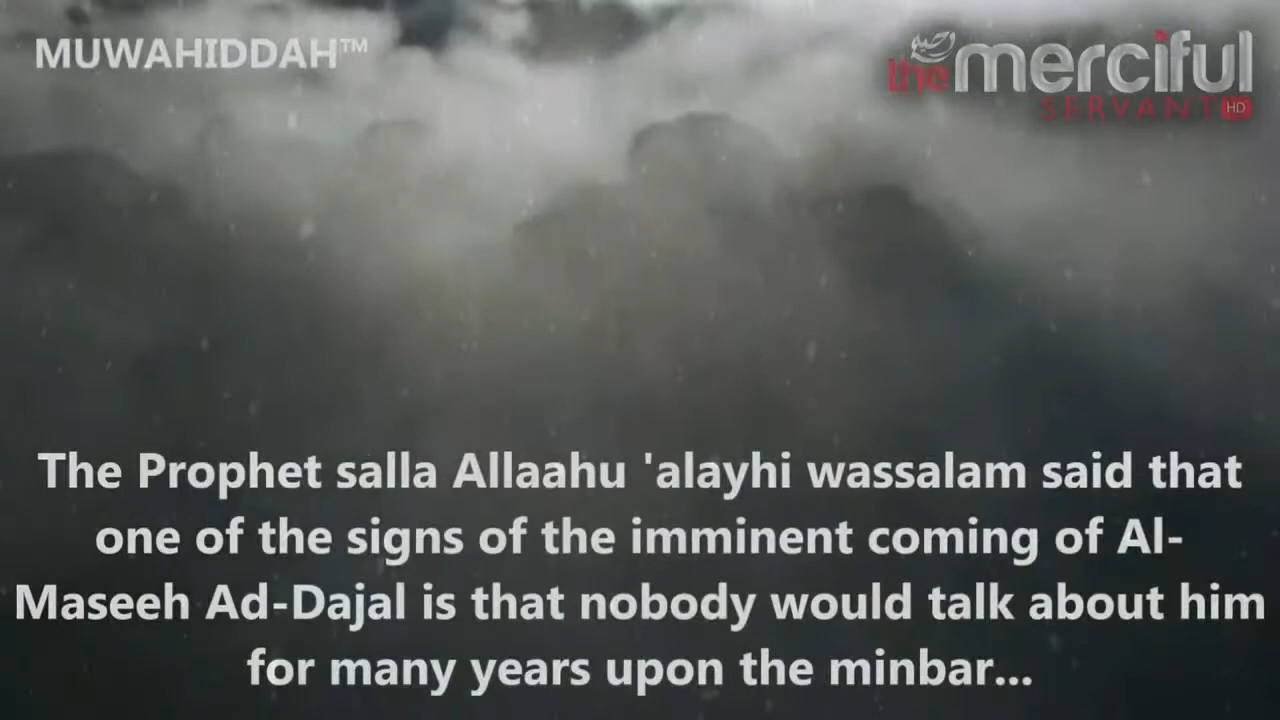 MUWAHIDDAH™
the merciful
SERVANT HD
The Prophet salla Allaahu 'alayhi wassalam said that
one of the signs of the imminent coming of Al-
Maseeh Ad-Dajal is that nobody would talk about him
for many years upon the minbar...